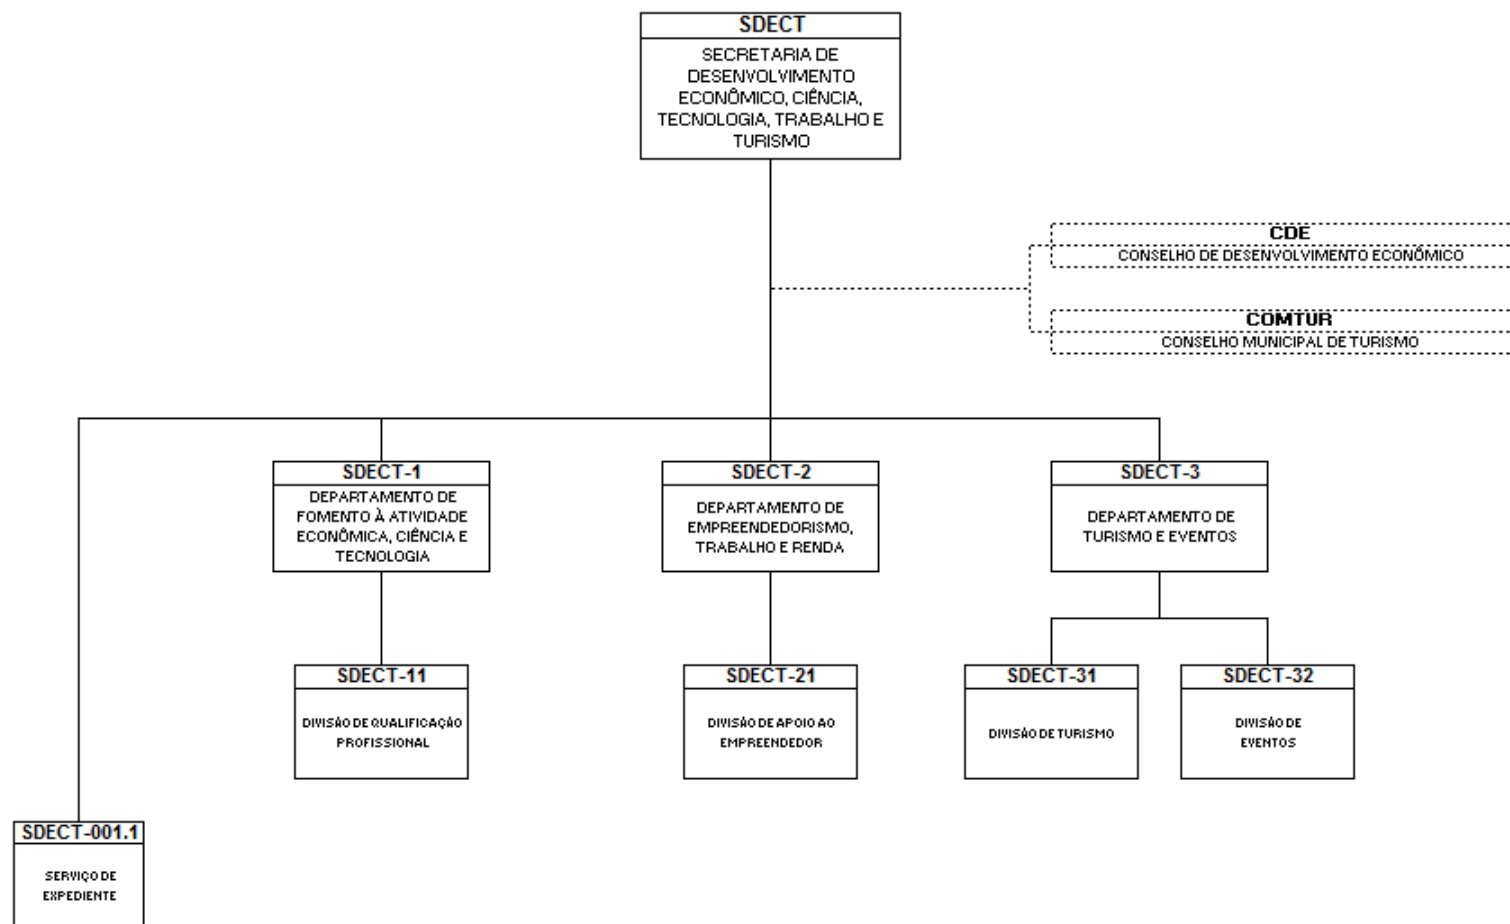 SDECT
SECRETARIA DE
DESENVOLVIMENTO
ECONÔMICO, CIÊNCIA,
TECNOLOGIA, TRABALHO E
TURISMO
CDE
CONSELHO DE DESENVOLVIMENTO ECONÔMICO
COMTUR
CONSELHO MUNICIPAL DE TURISMO
SDECT-1
DEPARTAMENTO DE
FOMENTO À ATIVIDADE
ECONÔMICA, CIÊNCIA E
TECNOLOGIA
SDECT-2
DEPARTAMENTO DE
EMPREENDEDORISMO,
TRABALHO E RENDA
SDECT-3
DEPARTAMENTO DE
TURISMO E EVENTOS
SDECT-11
DIVISÃO DE QUALIFICAÇÃO
PROFISSIONAL
SDECT-21
DIVISÃO DE APOIO AO
EMPREENDEDOR
SDECT-31
DIVISÃO DE TURISMO
SDECT-32
DIVISÃO DE
EVENTOS
SDECT-001.1
SERVIÇO DE
EXPEDIENTE